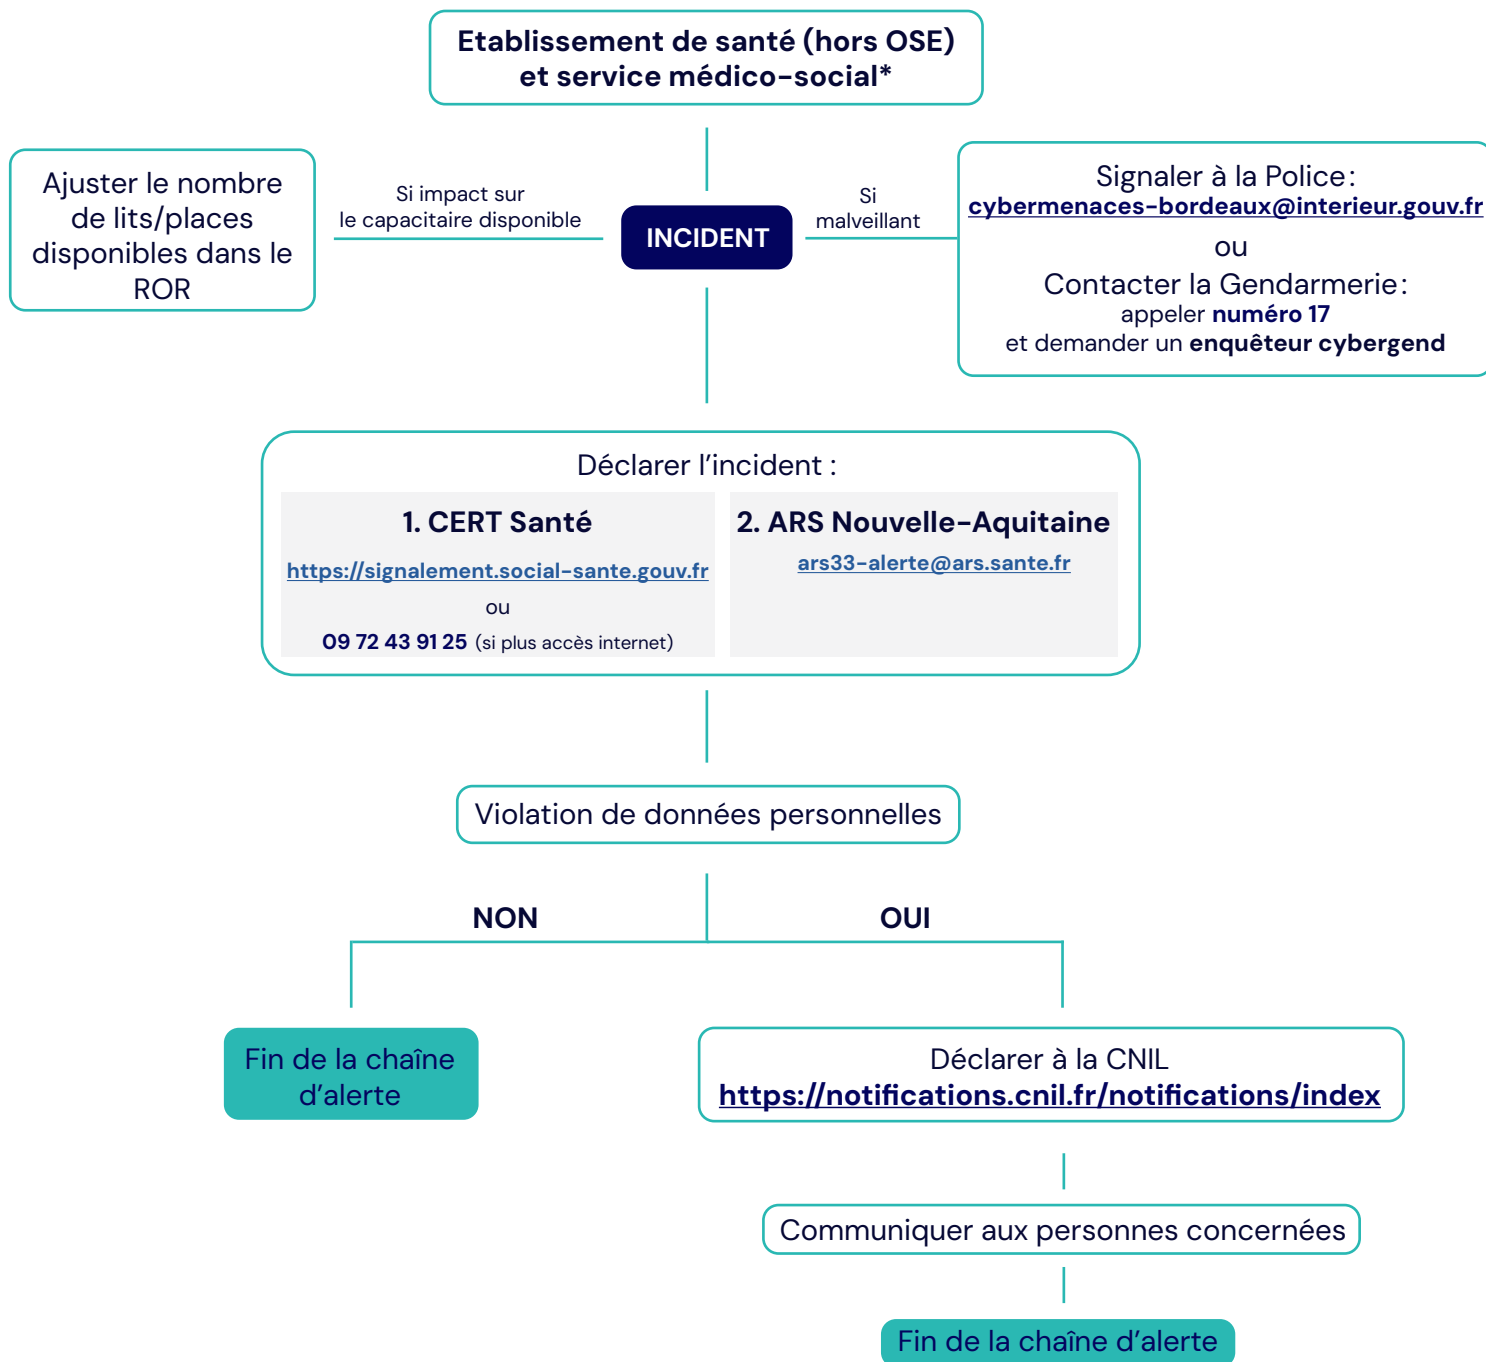 Etablissement de santé (hors OSE)
et service médico-social*
Ajuster le nombre
de lits/places
disponibles dans le
ROR
Si impact sur
le capacitaire disponible
INCIDENT
Si
malveillant
Signaler à la Police :
cybermenaces-bordeaux@interieur.gouv.fr
ou
Contacter la Gendarmerie :
appeler numéro 17
et demander un enquêteur cybergend
Déclarer l’incident :
1. CERT Santé
https://signalement.social-sante.gouv.fr
ou
09 72 43 91 25 (si plus accès internet)
2. ARS Nouvelle-Aquitaine
ars33-alerte@ars.sante.fr
Violation de données personnelles
NON
OUI
Fin de la chaîne
d’alerte
Déclarer à la CNIL
https://notifications.cnil.fr/notifications/index
Communiquer aux personnes concernées
Fin de la chaîne d’alerte